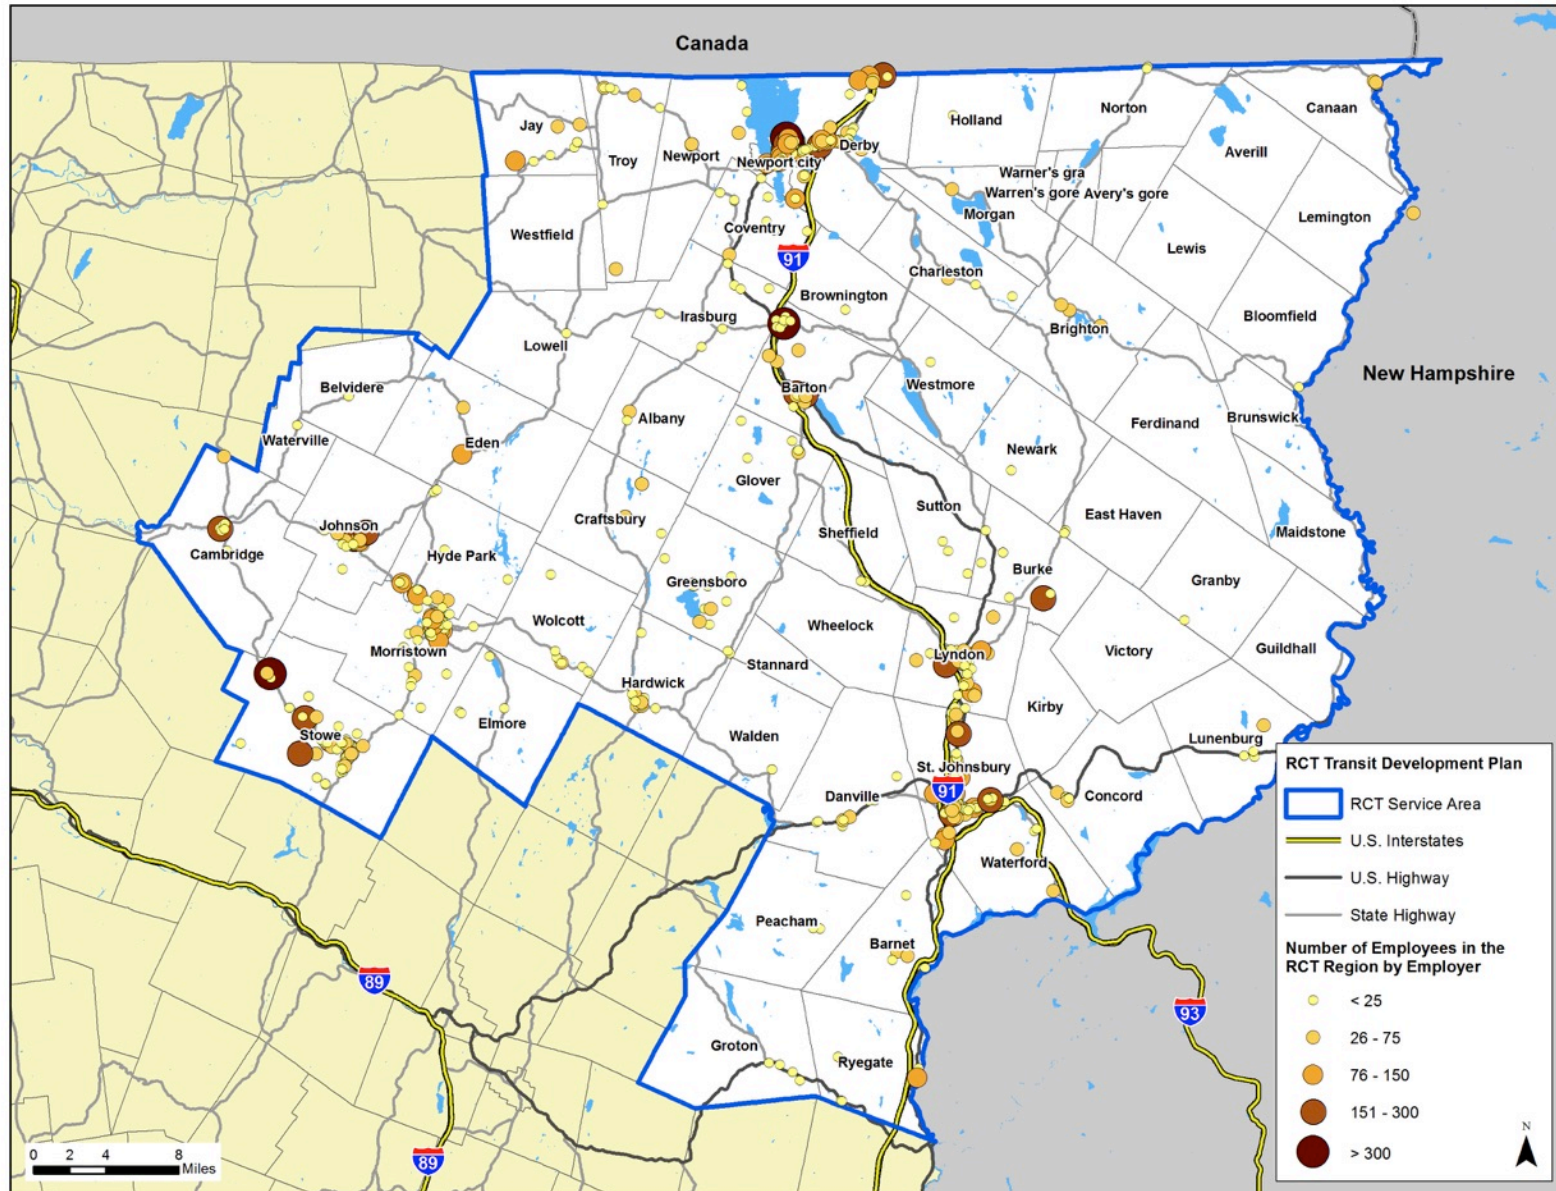 Canada
Jay
Troy
Newport
Newport city
Derby
Holland
Norton
Canaan
Averill
Warner's gra
Warren's gore
Avery's gore
Morgan
Lemington
Westfield
Coventry
Lewis
91
Charleston
Brownington
Irasburg
Brighton
Bloomfield
Lowell
New Hampshire
Belvidere
Barton
Westmore
Waterville
Eden
Albany
Ferdinand
Brunswick
Newark
Glover
Craftsbury
Sutton
East Haven
Johnson
Sheffield
Maidstone
Cambridge
Hyde Park
Greensboro
Burke
Granby
Wolcott
Wheelock
Morristown
Stannard
Lyndon
Victory
Guildhall
Hardwick
Elmore
Kirby
Stowe
Walden
Lunenburg
St. Johnsbury
91
Danville
Concord
Waterford
Peacham
Barnet
89
93
Groton
Ryegate
89
RCT Transit Development Plan
RCT Service Area
U.S. Interstates
U.S. Highway
State Highway
Number of Employees in the
RCT Region by Employer
< 25
26 - 75
76 - 150
151 - 300
> 300
N
0 2 4 8
Miles